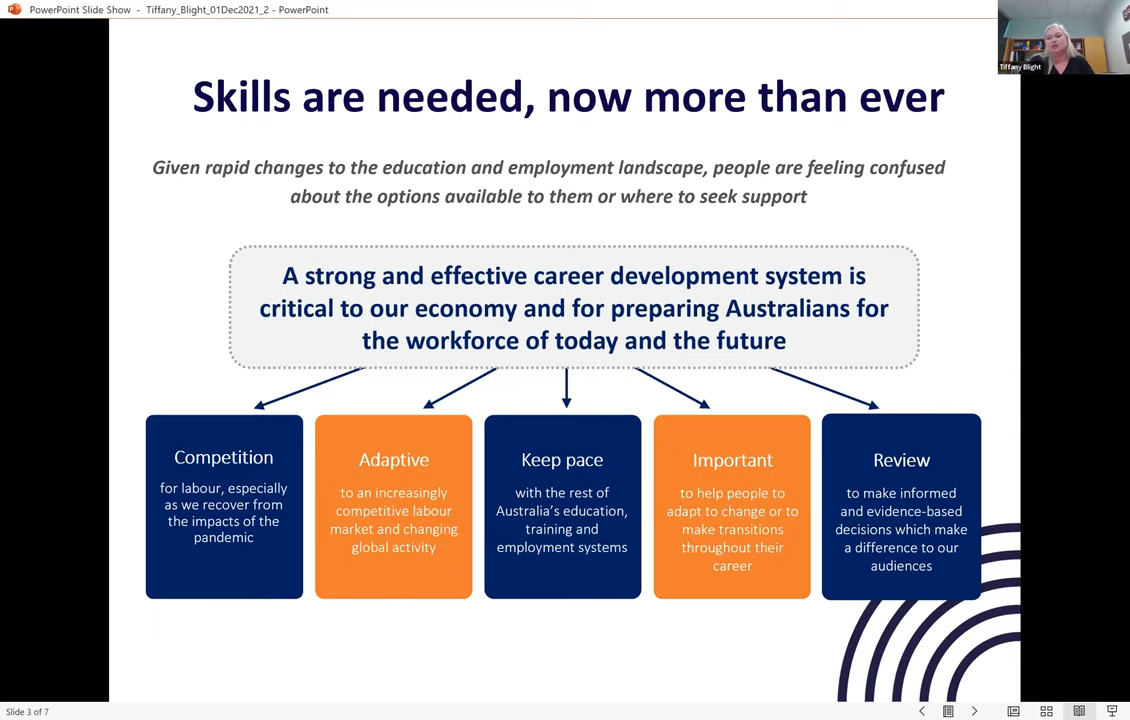 PowerPoint Slide Show - Tiffany_Blight_01Dec2021_2 - PowerPoint
Tiffany Blight
Skills are needed, now more than ever
Given rapid changes to the education and employment landscape, people are feeling confused
about the options available to them or where to seek support
A strong and effective career development system is
critical to our economy and for preparing Australians for
the workforce of today and the future
Competition
for labour, especially
as we recover from
the impacts of the
pandemic
Adaptive
to an increasingly
competitive labour
market and changing
global activity
Keep pace
with the rest of
Australia's education,
training and
employment systems
Important
to help people to
adapt to change or to
make transitions
throughout their
career
Review
to make informed
and evidence-based
decisions which make
a difference to our
audiences
Slide 3 of 7